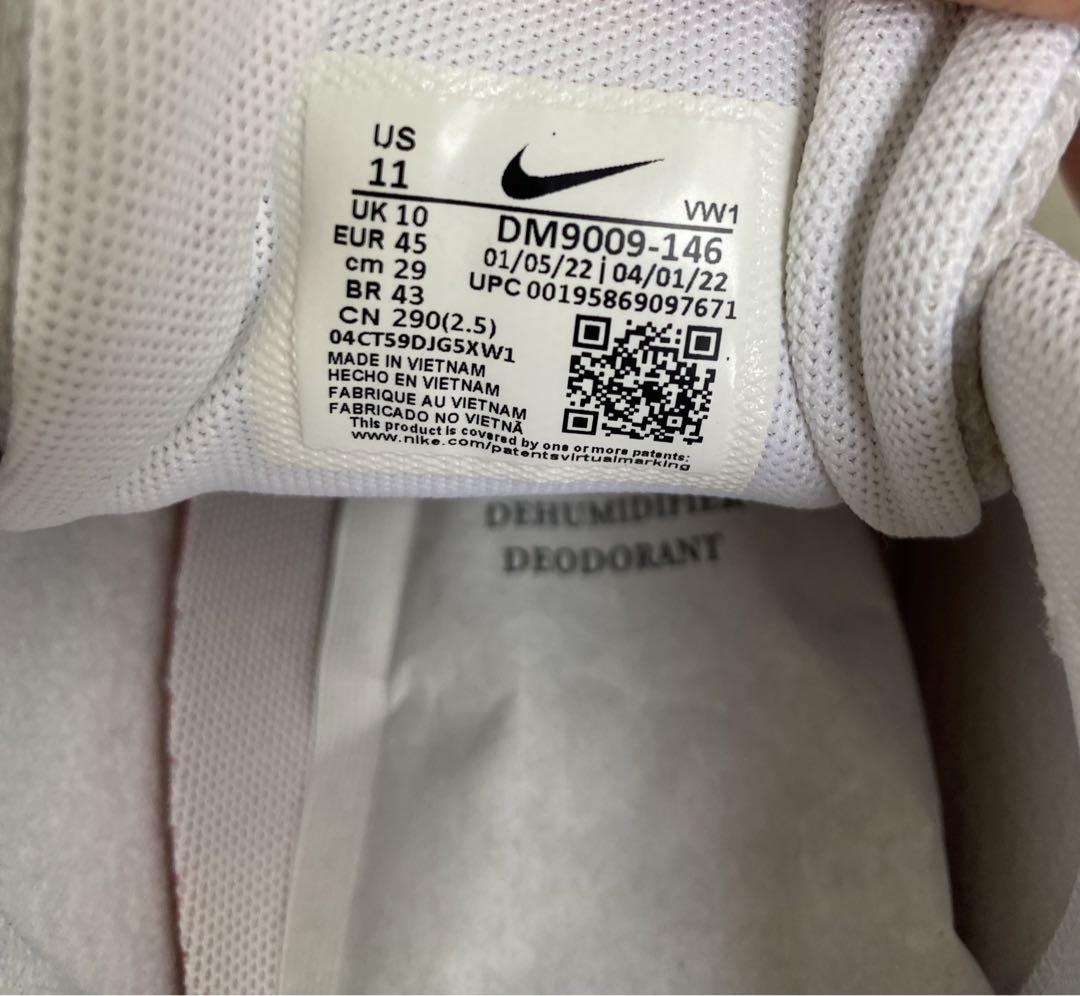 US
11
VW1
UK 10
EUR 45
cm 29
BR 43
CN 290(2.5)
DM9009-146
01/05/22 | 04/01/22
UPC 00195869097671
04CT59DJG5XW1
MADE IN VIETNAM
HECHO EN VIETNAM
FABRIQUE AU VIETNAM
FABRICADO NO VIETNÃ
This product is covered by one or more patents:
www.nike.com/patentsvirtualmarking
DEHUMIDIFIER
DEODORANT